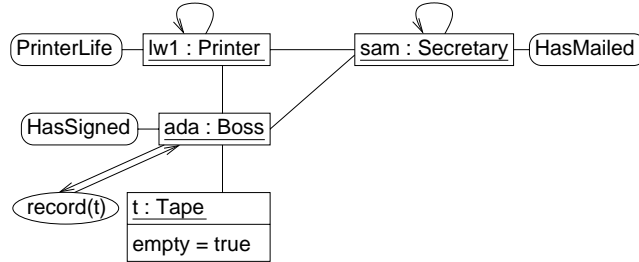 PrinterLife
lw1 : Printer
sam : Secretary
HasMailed
HasSigned
ada : Boss
record(t)
t : Tape
empty = true